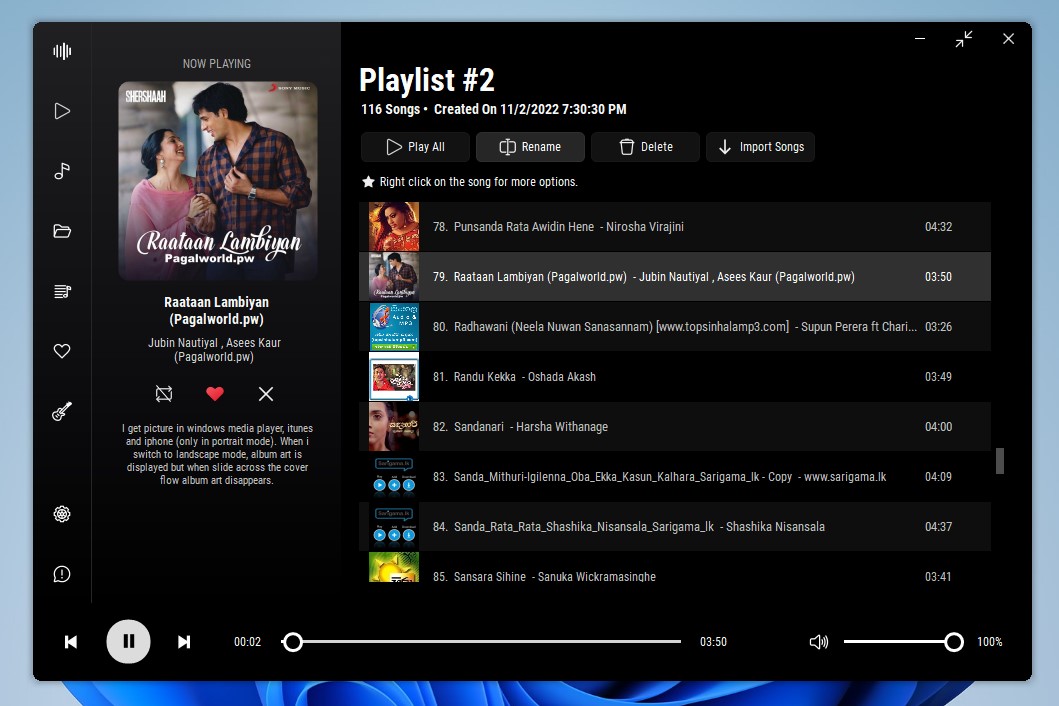 NOW PLAYING
SHERSHAAH
SONY MUSIC
Raataan Lambiyan
Pagalworld.pw
Raataan Lambiyan
(Pagalworld.pw)
Jubin Nautiyal , Asees Kaur
(Pagalworld.pw)
I get picture in windows media player, itunes
and iphone (only in portrait mode). When i
switch to landscape mode, album art is
displayed but when slide across the cover
flow album art disappears.
Playlist #2
116 Songs • Created On 11/2/2022 7:30:30 PM
Play All Rename Delete Import Songs
Right click on the song for more options.
78. Punsanda Rata Awidin Hene - Nirosha Virajini 04:32
79. Raataan Lambiyan (Pagalworld.pw) - Jubin Nautiyal , Asees Kaur (Pagalworld.pw) 03:50
80. Radhawani (Neela Nuwan Sanasannam) [www.topsinhalamp3.com] - Supun Perera ft Chari... 03:26
81. Randu Kekka - Oshada Akash 03:49
82. Sandanari - Harsha Withanage 04:00
83. Sanda_Mithuri-Igilenna_Oba_Ekka_Kasun_Kalhara_Sarigama_lk - Copy - www.sarigama.lk 04:09
84. Sanda_Rata_Rata_Shashika_Nisansala_Sarigama_lk - Shashika Nisansala 04:37
85. Sansara Sihine - Sanuka Wickramasinghe 03:41
00:02 03:50 100%